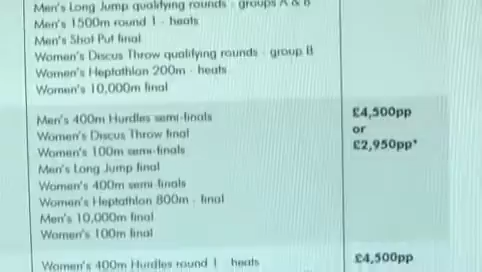 Men's Long Jump qualifying rounds - groups A & B
Men's 1500m round 1 - heats
Men's Shot Put final
Women's Discus Throw qualifying rounds - group B
Women's Heptathlon 200m - heats
Women's 10,000m final
Men's 400m Hurdles semi-finals
Women's Discus Throw final
Women's 100m semi-finals
Men's Long Jump final
Women's 400m semi-finals
Women's Heptathlon 800m - final
Men's 10,000m final
Women's 100m final
£4,500pp
or
£2,950pp*
Women's 400m Hurdles round 1 - heats
£4,500pp